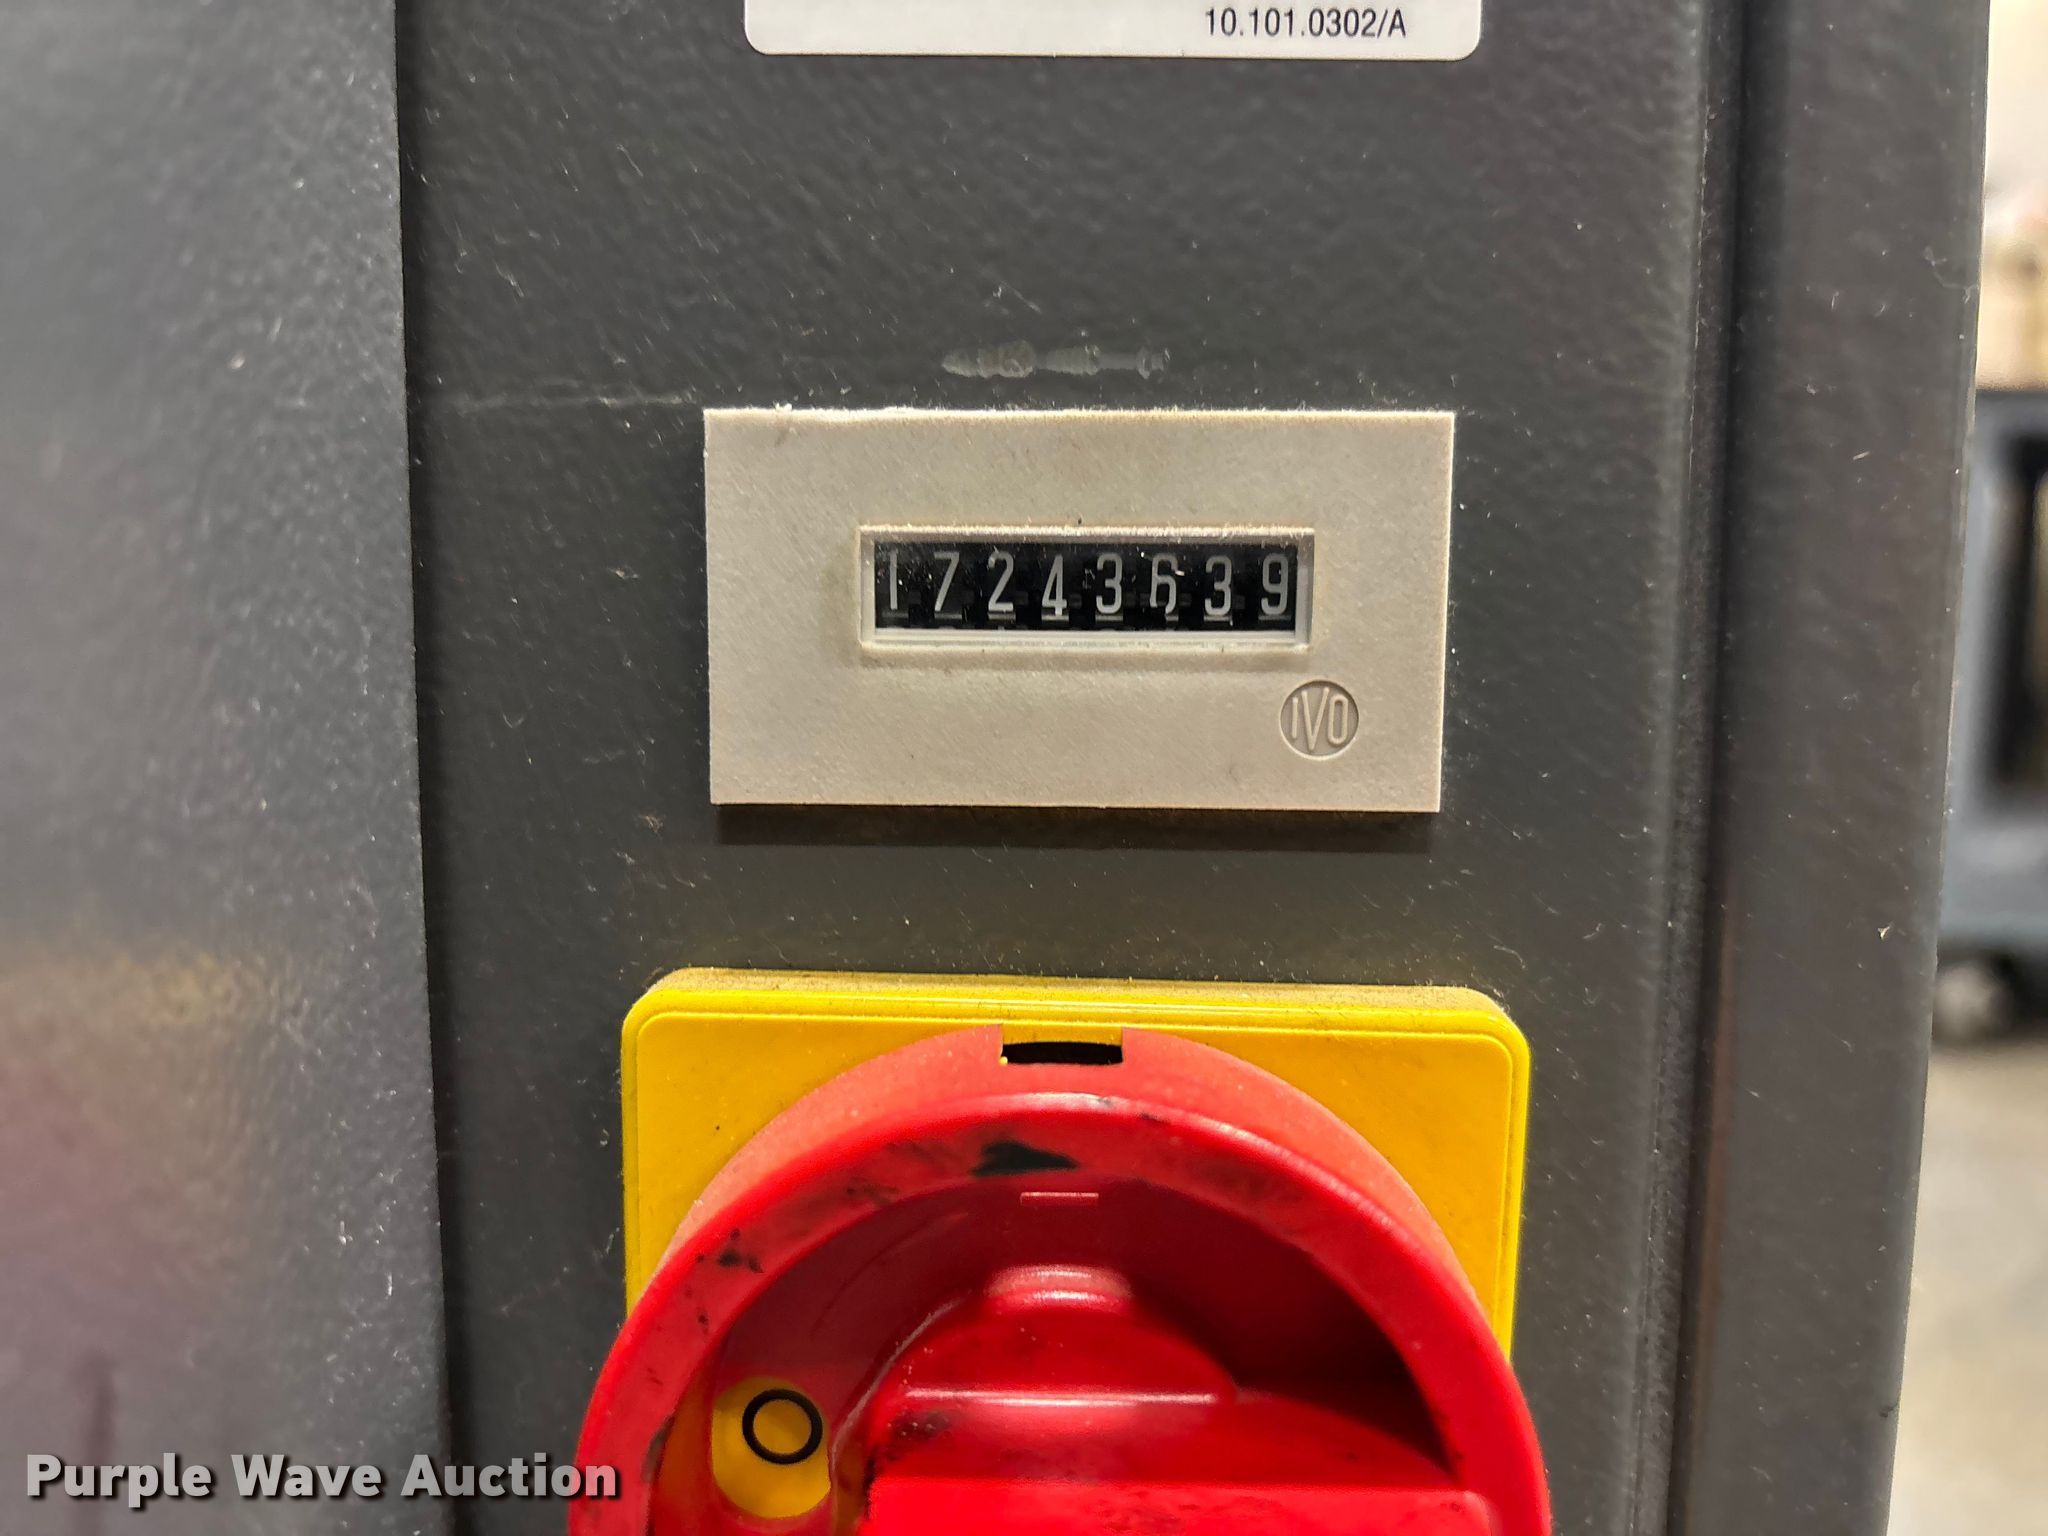 10.101.0302/A
17243639
IVO
O
Purple Wave Auction